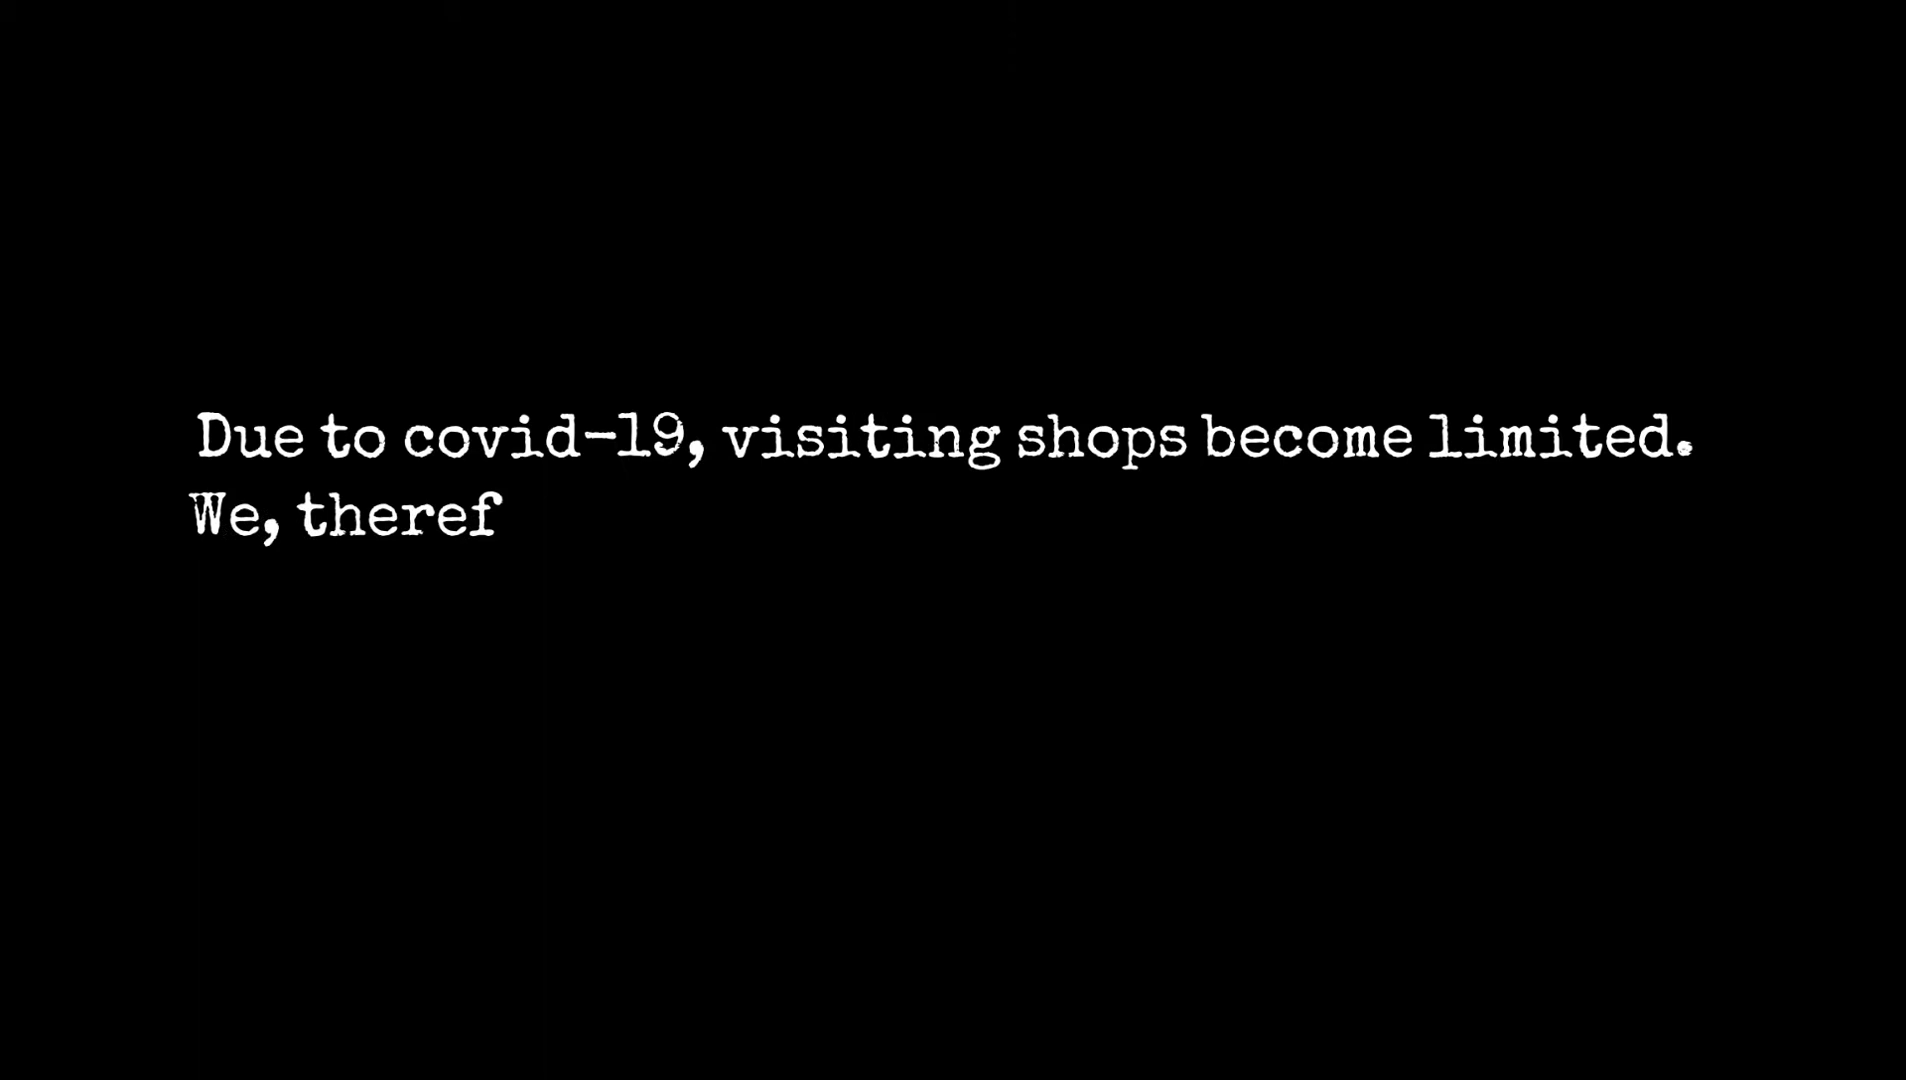 Due to covid-19, visiting shops become limited.
We, theref